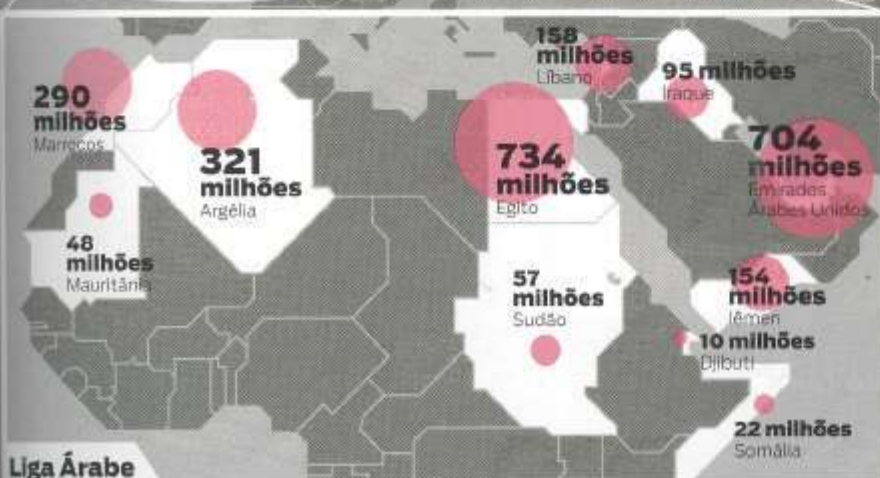 158
milhões
Líbano
95 milhões
Iraque
290
milhões
Marrocos
321
milhões
Argélia
734
milhões
Egito
704
milhões
Emirades
Árabes Unidos
48
milhões
Mauritânia
57
milhões
Sudão
154
milhões
Iêmen
10 milhões
Djibuti
22 milhões
Somália
Liga Árabe